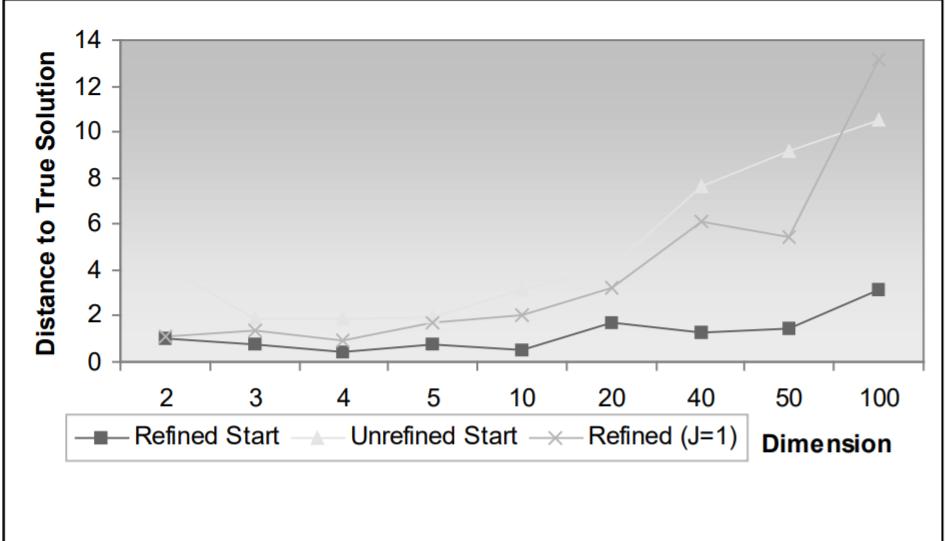 14
12
10
8
6
4
2
0
Distance to True Solution
2 3 4 5 10 20 40 50 100
Refined Start Unrefined Start Refined (J=1)
Dimension